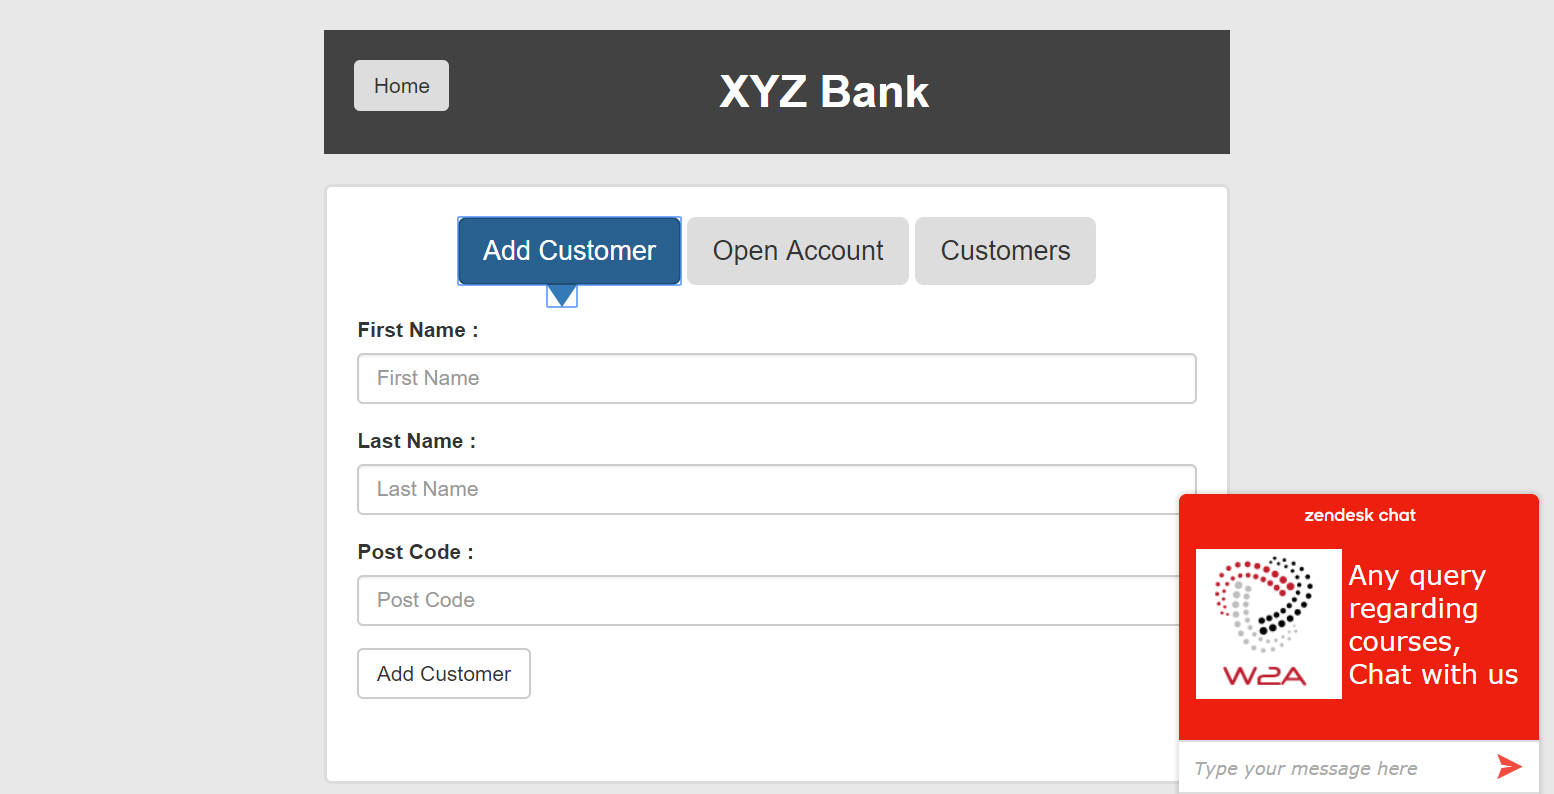 Home
XYZ Bank
Add Customer
Open Account
Customers
First Name :
First Name
Last Name :
Last Name
Post Code :
Post Code
Add Customer
zendesk chat
W2A
Any query
regarding
courses,
Chat with us
Type your message here